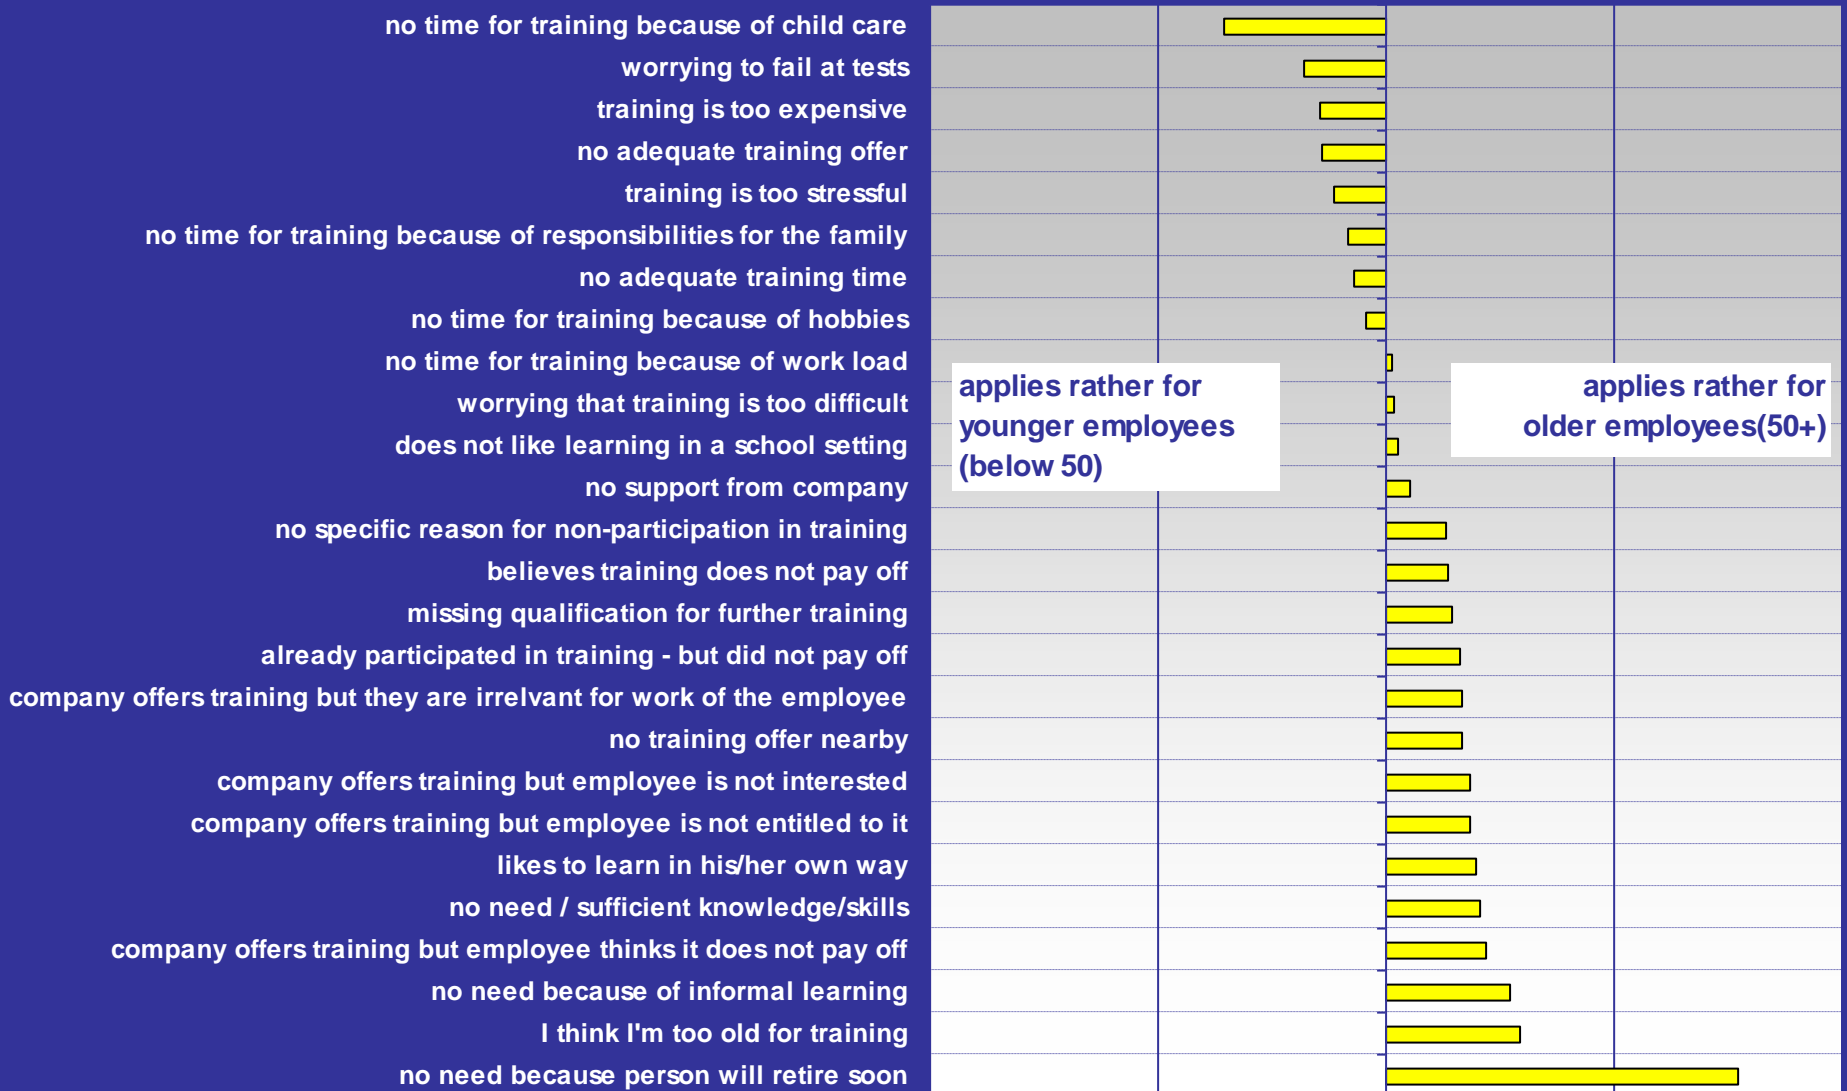 no time for training because of child care
worrying to fail at tests
training is too expensive
no adequate training offer
training is too stressful
no time for training because of responsibilities for the family
no adequate training time
no time for training because of hobbies
no time for training because of work load
worrying that training is too difficult
does not like learning in a school setting
no support from company
no specific reason for non-participation in training
believes training does not pay off
missing qualification for further training
already participated in training - but did not pay off
company offers training but they are irrelvant for work of the employee
no training offer nearby
company offers training but employee is not interested
company offers training but employee is not entitled to it
likes to learn in his/her own way
no need / sufficient knowledge/skills
company offers training but employee thinks it does not pay off
no need because of informal learning
I think I'm too old for training
no need because person will retire soon
applies rather for
younger employees
(below 50)
applies rather for
older employees(50+)